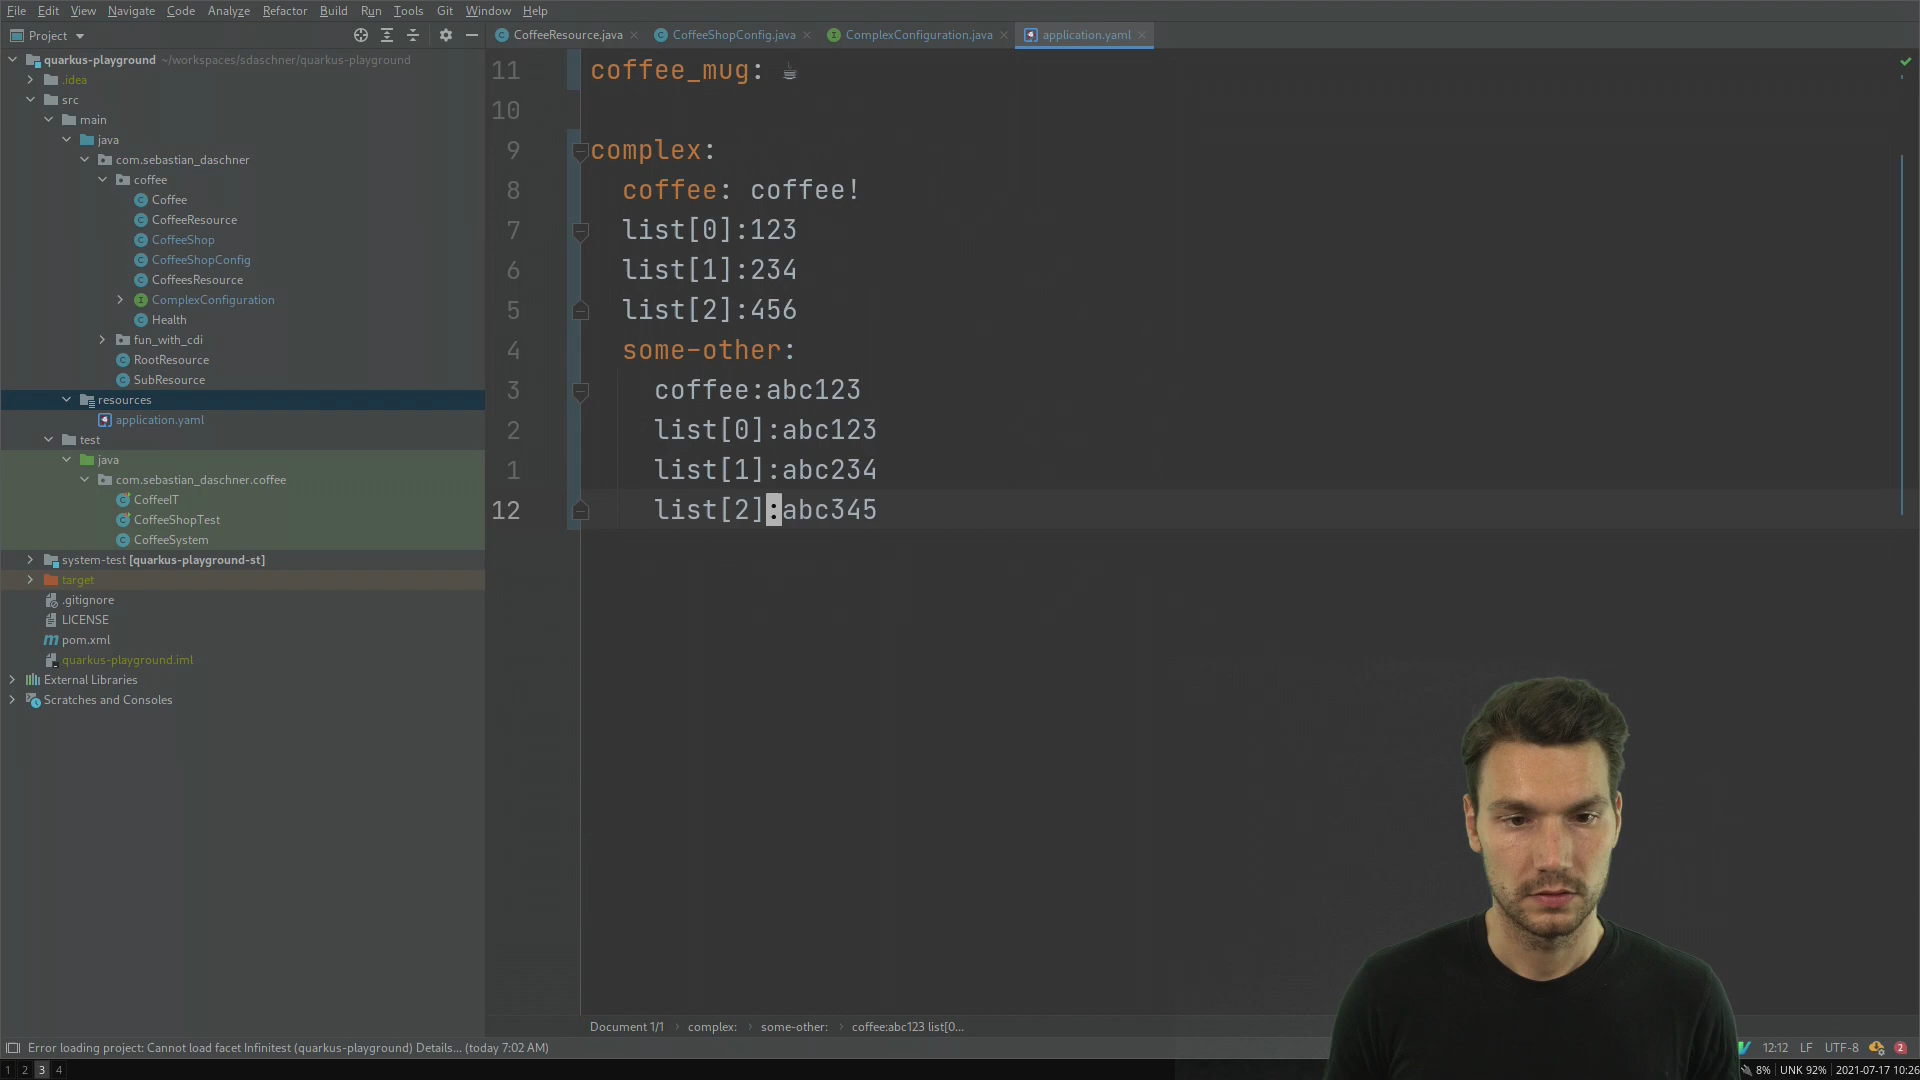 File Edit View Navigate Code Analyze Refactor Build Run Tools Git Window Help
Project
CoffeeResource.java
CoffeeShopConfig.java
ComplexConfiguration.java
application.yaml
quarkus-playground ~/workspaces/sdaschner/quarkus-playground
.idea
src
main
java
com.sebastian_daschner
coffee
Coffee
CoffeeResource
CoffeeShop
CoffeeShopConfig
CoffeesResource
ComplexConfiguration
Health
fun_with_cdi
RootResource
SubResource
resources
application.yaml
test
java
com.sebastian_daschner.coffee
CoffeeIT
CoffeeShopTest
CoffeeSystem
system-test [quarkus-playground-st]
target
.gitignore
LICENSE
pom.xml
quarkus-playground.iml
External Libraries
Scratches and Consoles
11 coffee_mug: ☕
10
9 complex:
8 coffee: coffee!
7 list[0]:123
6 list[1]:234
5 list[2]:456
4 some-other:
3 coffee:abc123
2 list[0]:abc123
1 list[1]:abc234
12 list[2]:abc345
Document 1/1 › complex: › some-other: › coffee:abc123 list[0...
Error loading project: Cannot load facet Infinitest (quarkus-playground) Details... (today 7:02 AM)
12:12 LF UTF-8 2
1 2 3 4
8% UNK 92% 2021-07-17 10:26